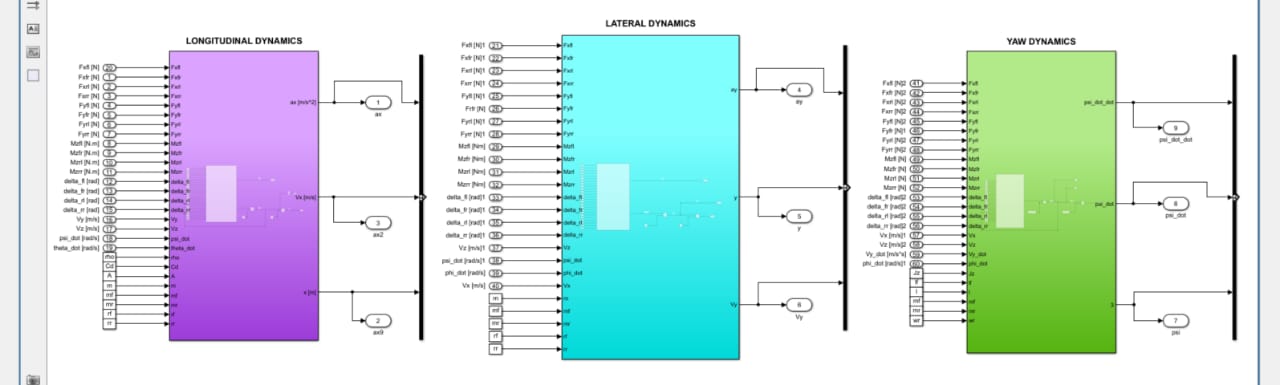 LONGITUDINAL DYNAMICS
Fxfl [N] 20 Fxfl
Fxfr [N] 1 Fxfr
Fxrl [N] 2 Fxrl
Fxrr [N] 3 Fxrr
Fyfl [N] 4 Fyfl
Fyfr [N] 5 Fyfr
Fyrl [N] 6 Fyrl
Fyrr [N] 7 Fyrr
Mzfl [N.m] 8 Mzfl
Mzfr [N.m] 9 Mzfr
Mzrl [N.m] 10 Mzrl
Mzrr [N.m] 11 Mzrr
delta_fl [rad] 12 delta_fl
delta_fr [rad] 13 delta_fr
delta_rl [rad] 14 delta_rl
delta_rr [rad] 15 delta_rr
Vy [m/s] 16 Vy
Vz [m/s] 17 Vz
psi_dot [rad/s] 18 psi_dot
theta_dot [rad/s] 19 theta_dot
rho rho
Cd Cd
A A
m m
mf mf
mr mr
rf rf
rr rr
ax [m/s^2]
1
ax
Vx [m/s]
3
ax2
x [m]
2
ax9
LATERAL DYNAMICS
Fxfl [N]1 21 Fxfl
Fxfr [N]1 22 Fxfr
Fxrl [N]1 23 Fxrl
Fxrr [N]1 24 Fxrr
Fyfl [N]1 25 Fyfl
26 Fyfr
Fyrl [N]1 27 Fyrl
Fyrr [N]1 28 Fyrr
Mzfl [Nm] 29 Mzfl
Mzfr [Nm] 30 Mzfr
Mzrl [Nm] 31 Mzrl
Mzrr [Nm] 32 Mzrr
delta_fl [rad]1 33 delta_fl
delta_fr [rad]1 34 delta_fr
delta_rl [rad]1 35 delta_rl
delta_rr [rad]1 36 delta_rr
Vz [m/s]1 37 Vz
psi_dot [rad/s]1 38 psi_dot
phi_dot [rad/s] 39 phi_dot
Vx [m/s] 40 Vx
m m
mf mf
mr mr
rf rf
rr rr
ay
4
ay
y
5
y
Vy
6
Vy
YAW DYNAMICS
Fxfl [N]2 41 Fxfl
Fxfr [N]2 42 Fxfr
Fxrl [N]2 43 Fxrl
Fxrr [N]2 44 Fxrr
Fyfl [N]2 45 Fyfl
Fyfr [N]1 46 Fyfr
Fyrl [N]2 47 Fyrl
Fyrr [N]2 48 Fyrr
Mzfl [N] 49 Mzfl
Mzfr [N] 50 Mzfr
Mzrl [N] 51 Mzrl
Mzrr [N] 52 Mzrr
delta_fl [rad]2 53 delta_fl
delta_fr [rad]2 54 delta_fr
delta_rl [rad]2 55 delta_rl
delta_rr [rad]2 56 delta_rr
Vx [m/s]1 57 Vx
Vz [m/s]2 58 Vz
59 Vy_dot
phi_dot [rad/s]1 60 phi_dot
Jz Jz
lf lf
mf mf
mr mr
wr wr
psi_dot_dot
9
psi_dot_dot
psi_dot
8
psi_dot
7
psi